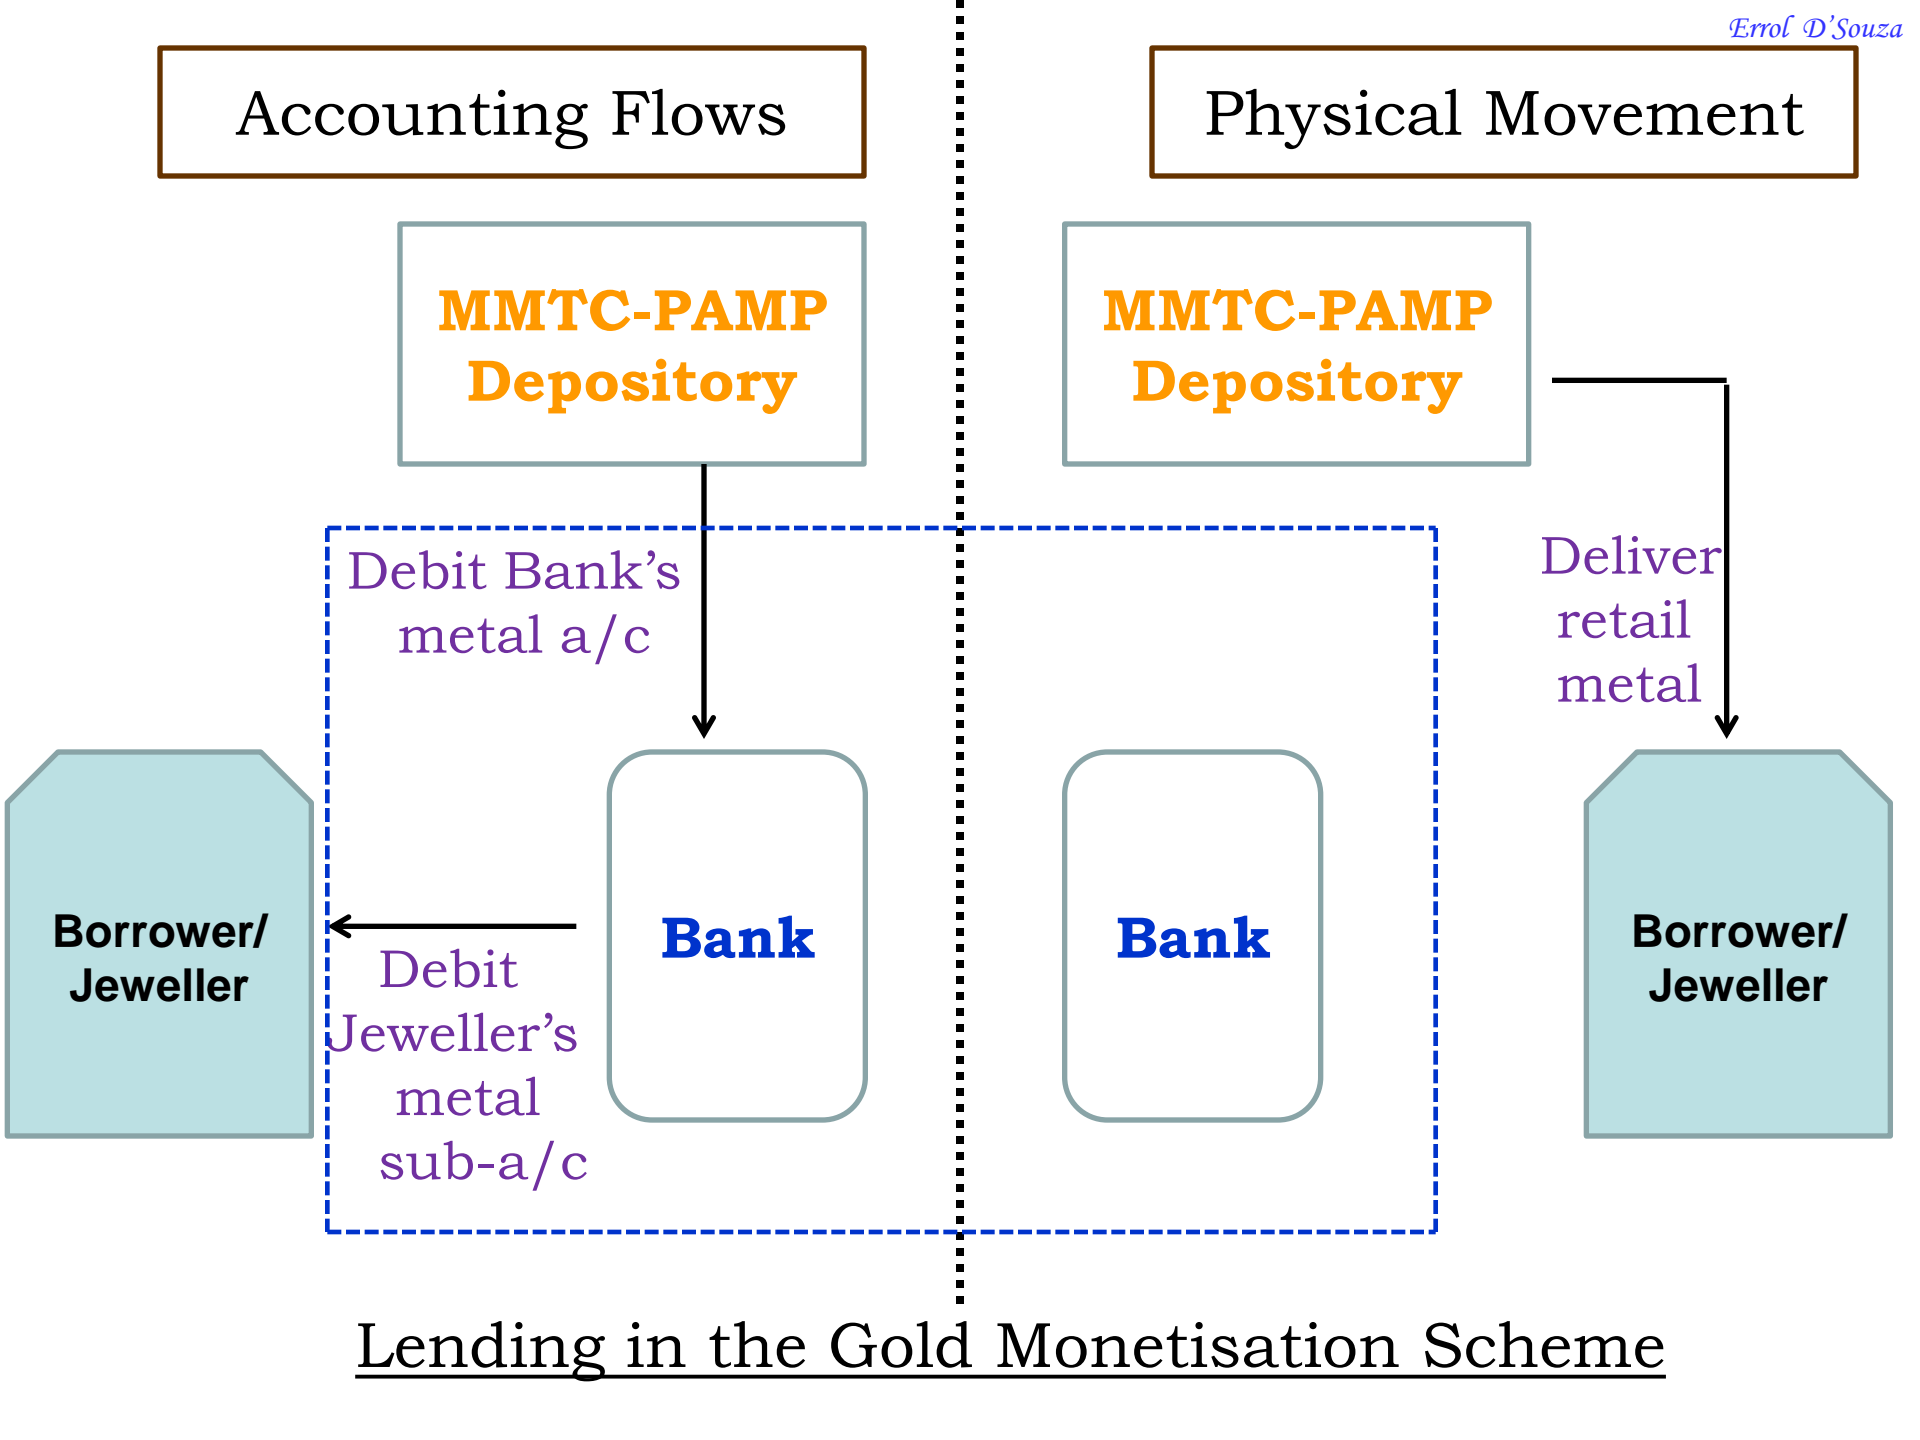 Errol D’Souza
Accounting Flows
Physical Movement
MMTC-PAMP
Depository
MMTC-PAMP
Depository
Debit Bank’s
metal a/c
Deliver
retail
metal
Borrower/
Jeweller
Debit
Jeweller’s
metal
sub-a/c
Bank
Bank
Borrower/
Jeweller
Lending in the Gold Monetisation Scheme